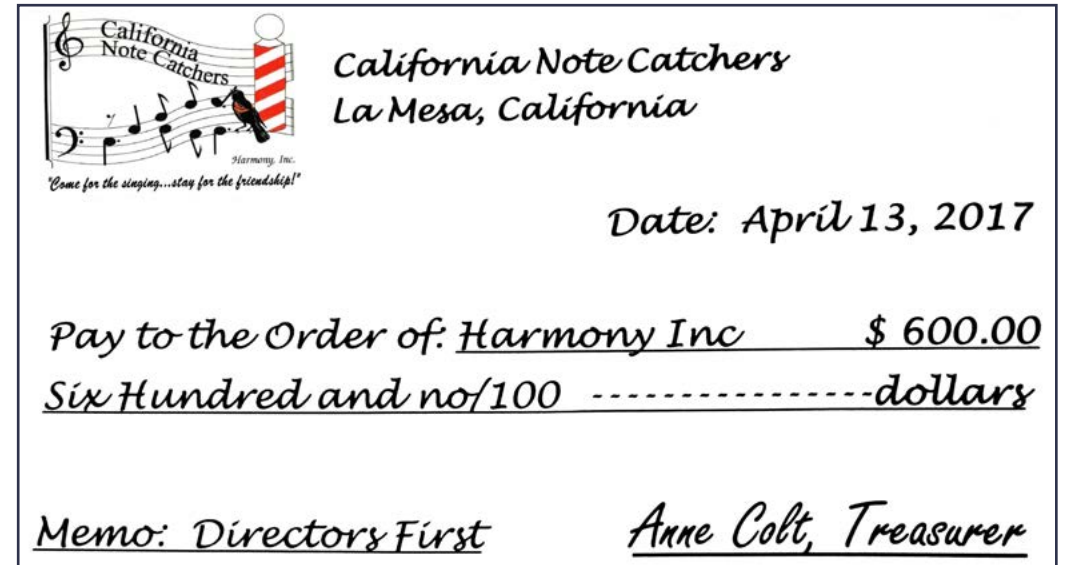 California
Note Catchers
Harmony, Inc.
"Come for the singing...stay for the friendship!"
California Note Catchers
La Mesa, California
Date: April 13, 2017
Pay to the Order of: Harmony Inc $ 600.00
Six Hundred and no/100 ----------------dollars
Memo: Directors First
Anne Colt, Treasurer